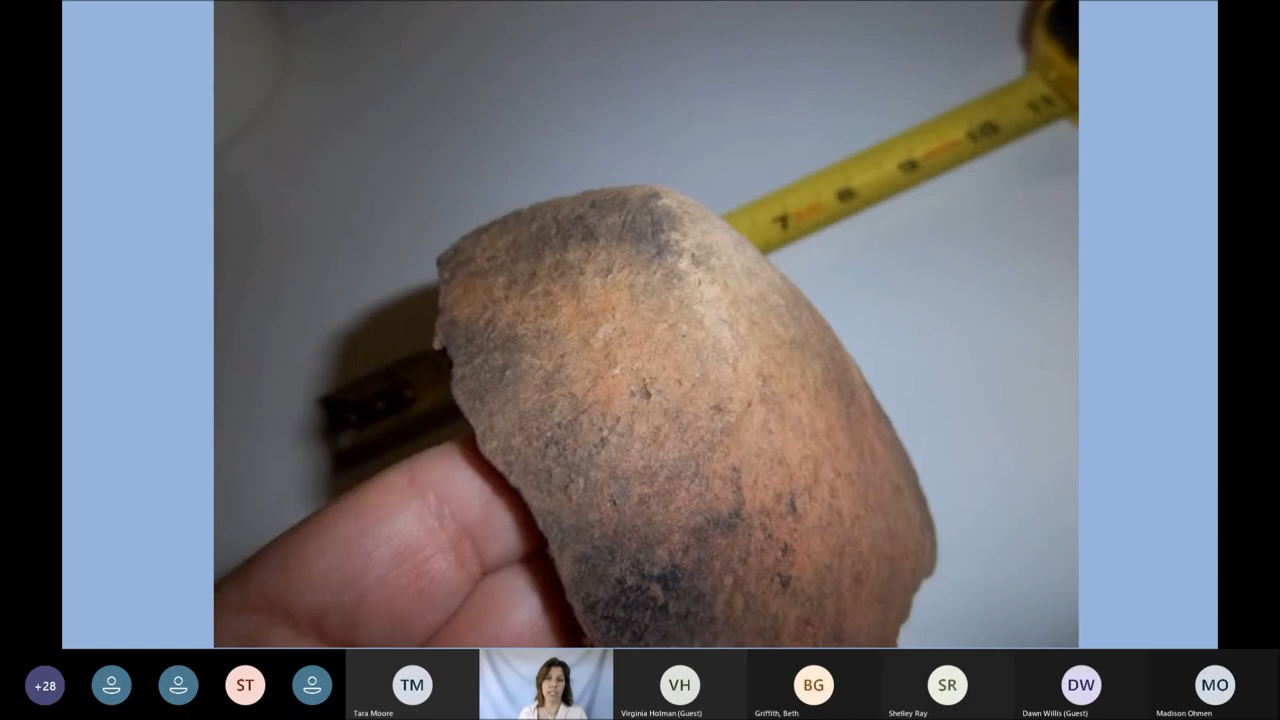 7
8
9
10
11
+28
ST
TM
VH
BG
SR
DW
MO
Tara Moore
Virginia Holman (Guest)
Griffith, Beth
Shelley Ray
Dawn Willis (Guest)
Madison Ohmen